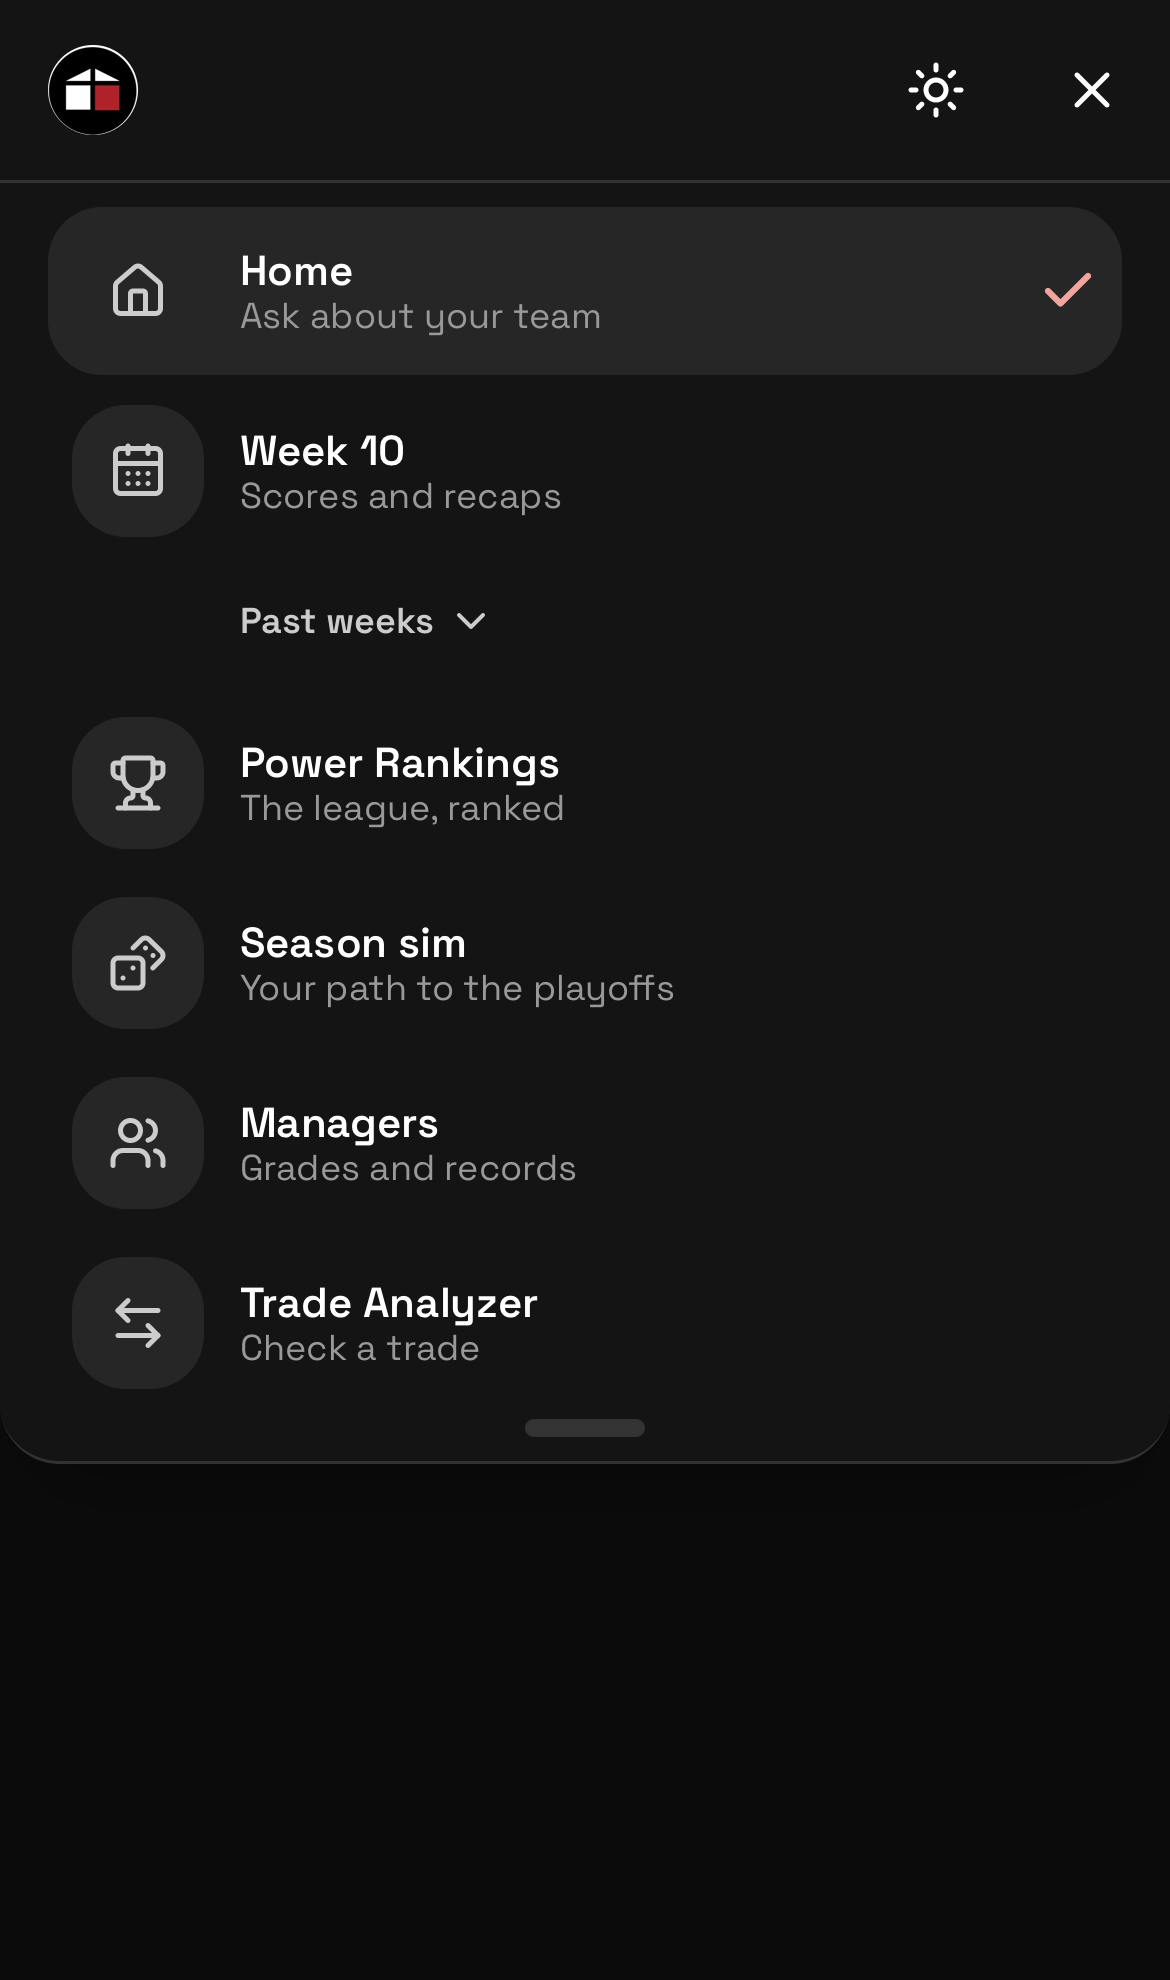 Home
Ask about your team
Week 10
Scores and recaps
Past weeks
Power Rankings
The league, ranked
Season sim
Your path to the playoffs
Managers
Grades and records
Trade Analyzer
Check a trade